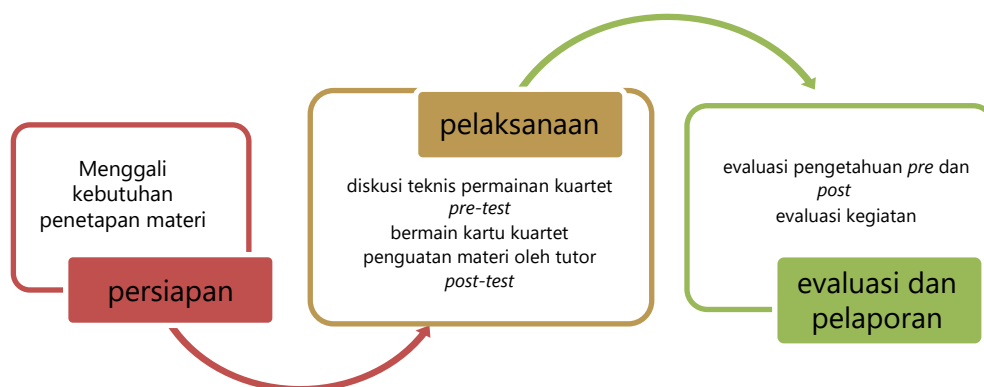 Menggali
kebutuhan
penetapan materi
persiapan
pelaksanaan
diskusi teknis permainan kuartet
pre-test
bermain kartu kuartet
penguatan materi oleh tutor
post-test
evaluasi pengetahuan pre dan
post
evaluasi kegiatan
evaluasi dan
pelaporan